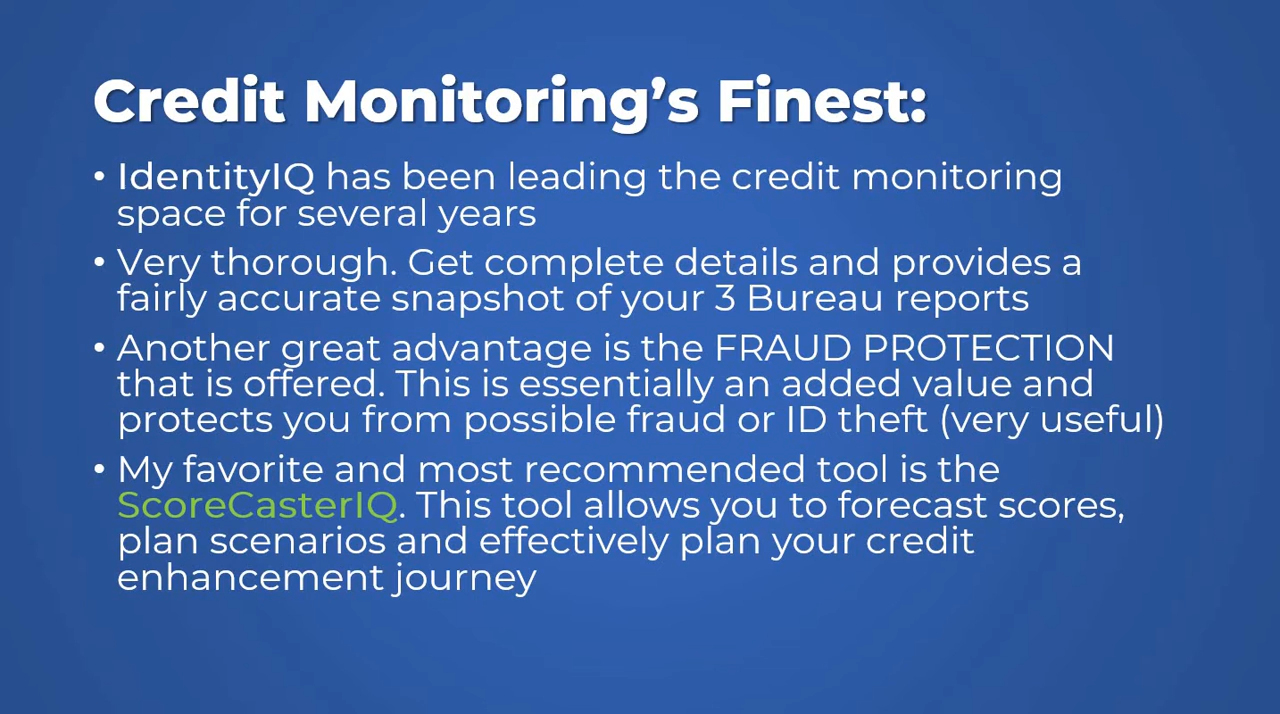 Credit Monitoring’s Finest:
• IdentityIQ has been leading the credit monitoring
space for several years
• Very thorough. Get complete details and provides a
fairly accurate snapshot of your 3 Bureau reports
• Another great advantage is the FRAUD PROTECTION
that is offered. This is essentially an added value and
protects you from possible fraud or ID theft (very useful)
• My favorite and most recommended tool is the
ScoreCasterIQ. This tool allows you to forecast scores,
plan scenarios and effectively plan your credit
enhancement journey